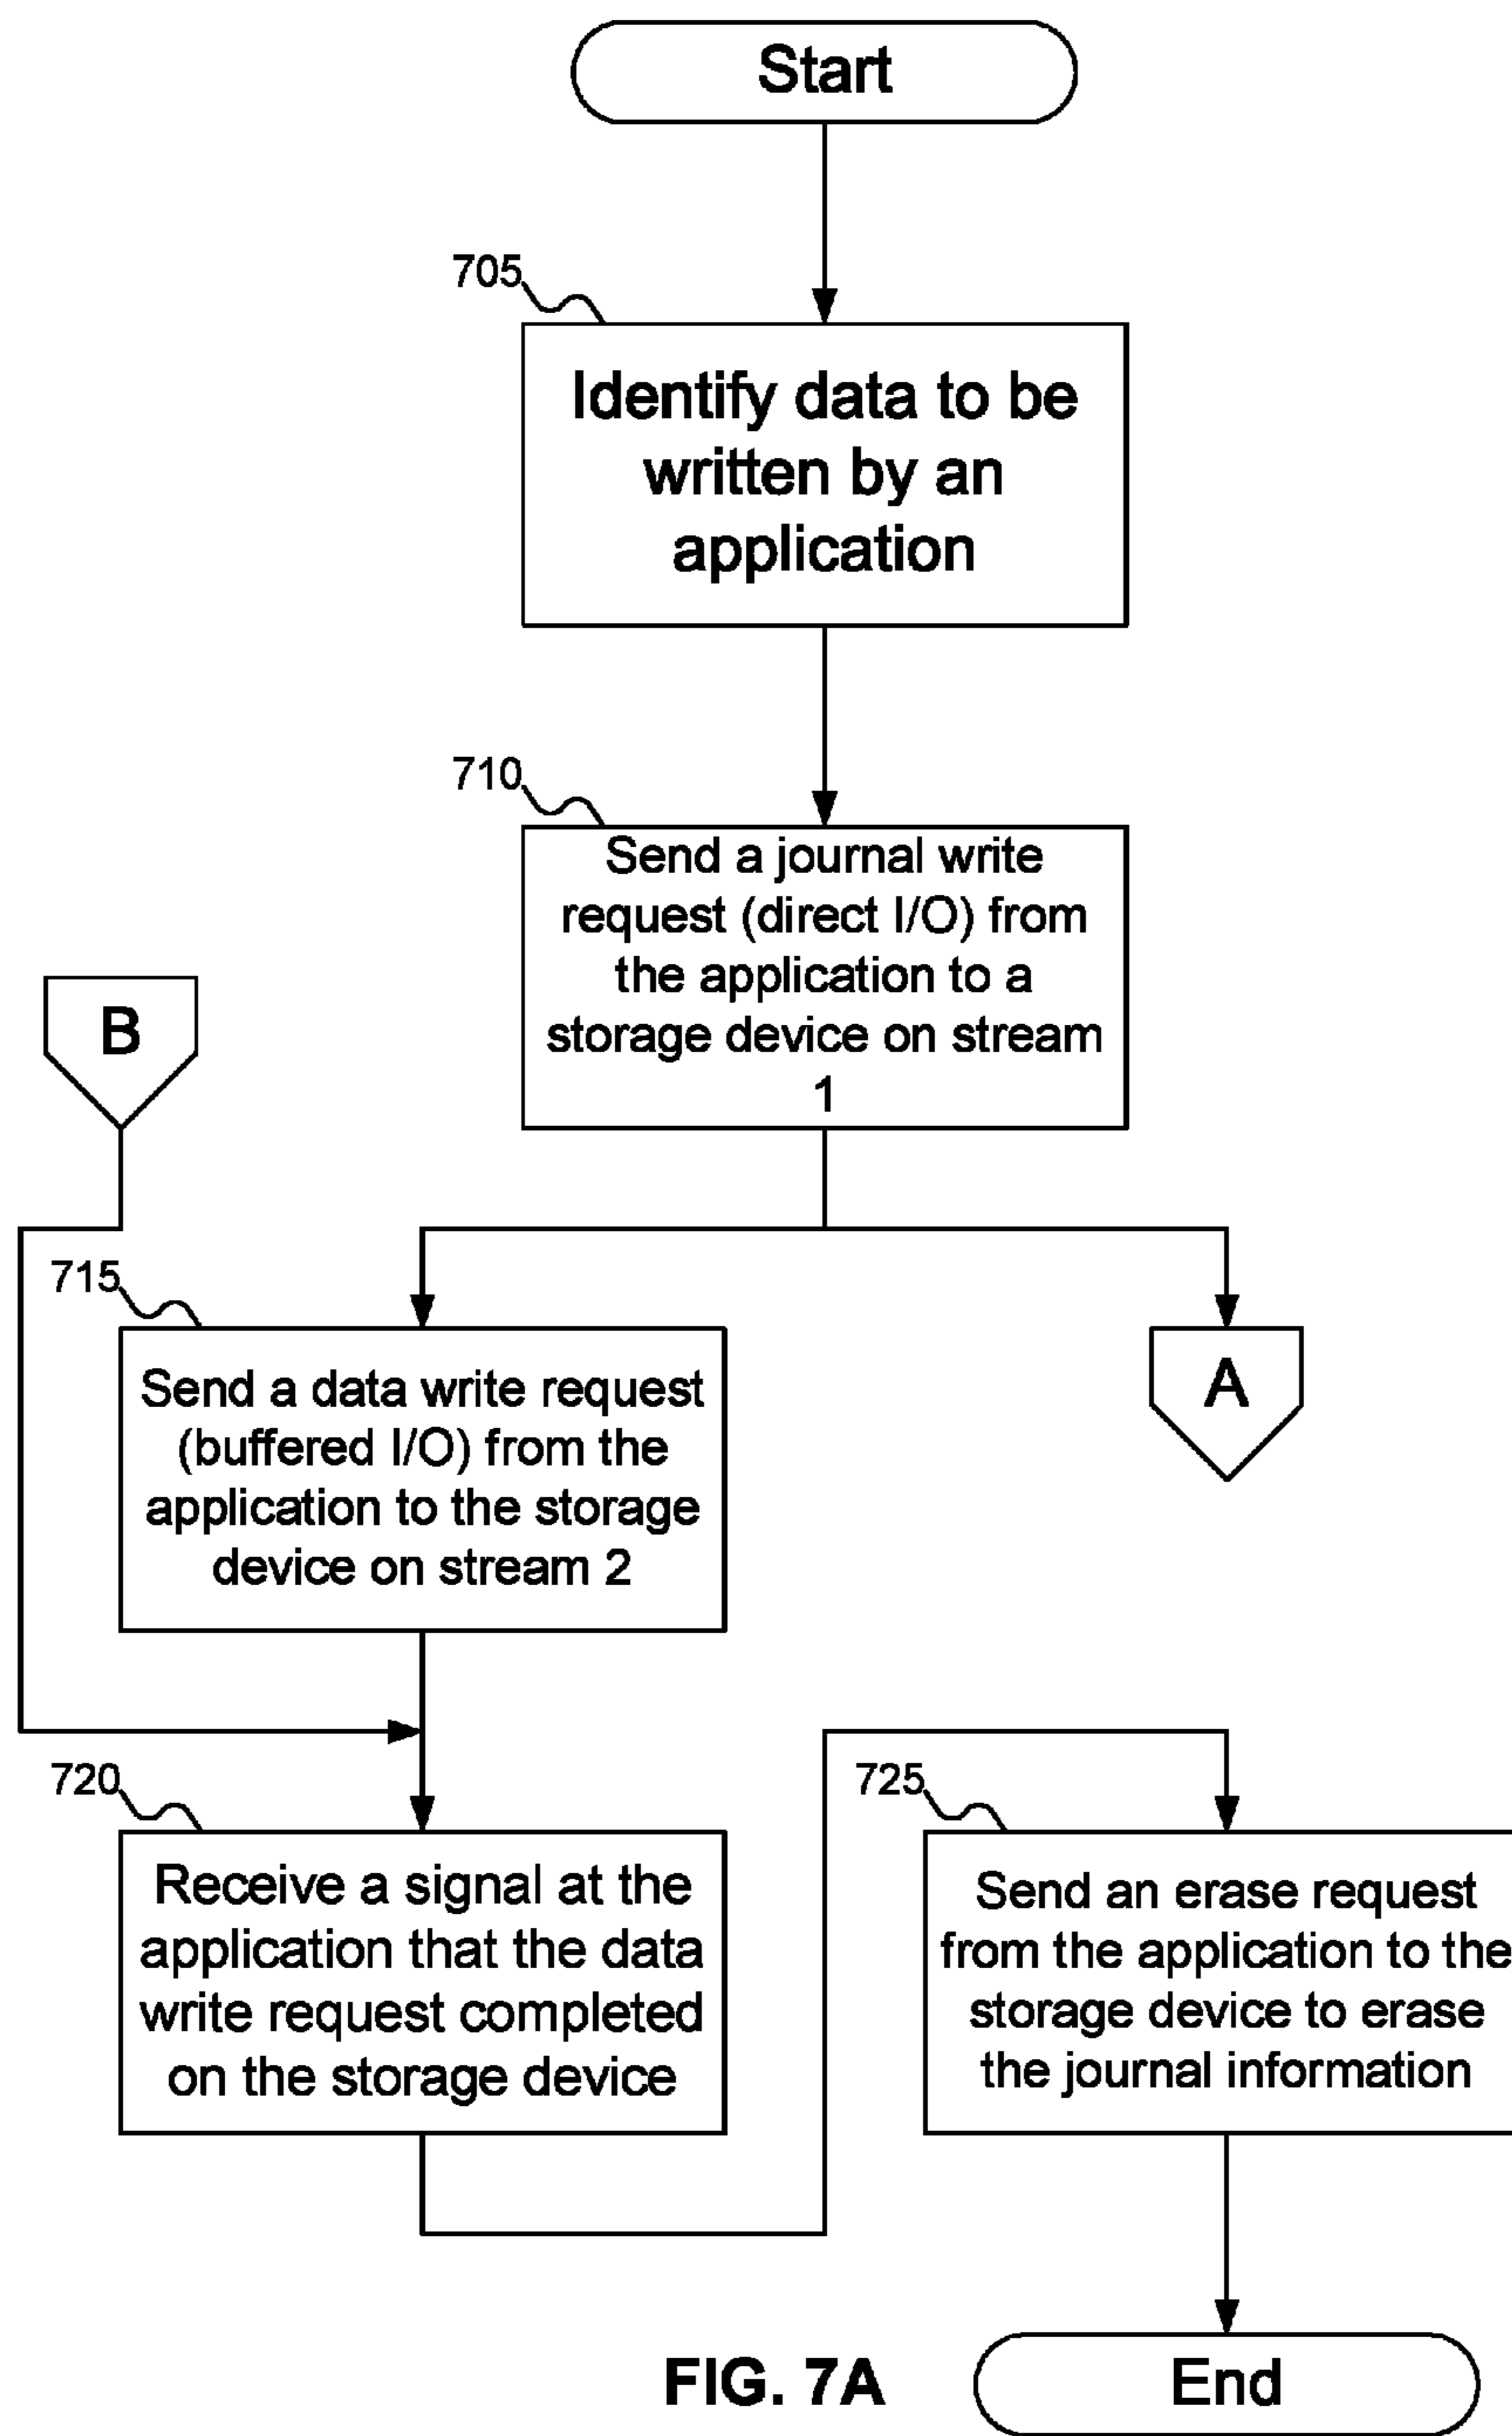 Start
705
Identify data to be
written by an
application
710
Send a journal write
request (direct I/O) from
the application to a
storage device on stream
1
B
A
715
Send a data write request
(buffered I/O) from the
application to the storage
device on stream 2
720
Receive a signal at the
application that the data
write request completed
on the storage device
725
Send an erase request
from the application to the
storage device to erase
the journal information
End
FIG. 7A